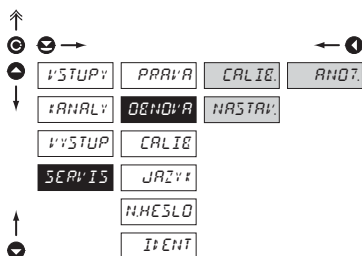 VSTUPY PRAVA CALIB. ANO?
KANALY OBNOVA NASTAV.
VYSTUP CALIB
SERVIS JAZYK
N.HESLO
IDENT